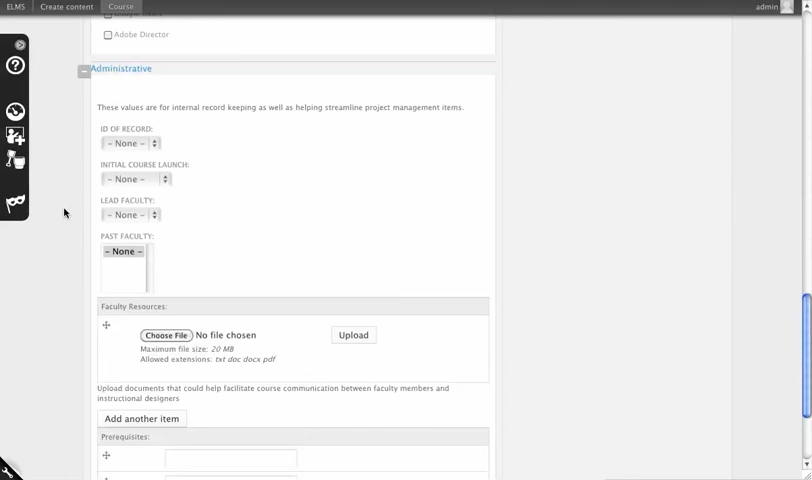 ELMS Create content Course admin
Adobe Director
Administrative
These values are for internal record keeping as well as helping streamline project management items.
ID OF RECORD:
– None –
INITIAL COURSE LAUNCH:
– None –
LEAD FACULTY:
– None –
PAST FACULTY:
– None –
Faculty Resources:
Choose File No file chosen Upload
Maximum file size: 20 MB
Allowed extensions: txt doc docx pdf
Upload documents that could help facilitate course communication between faculty members and
instructional designers
Add another item
Prerequisites: